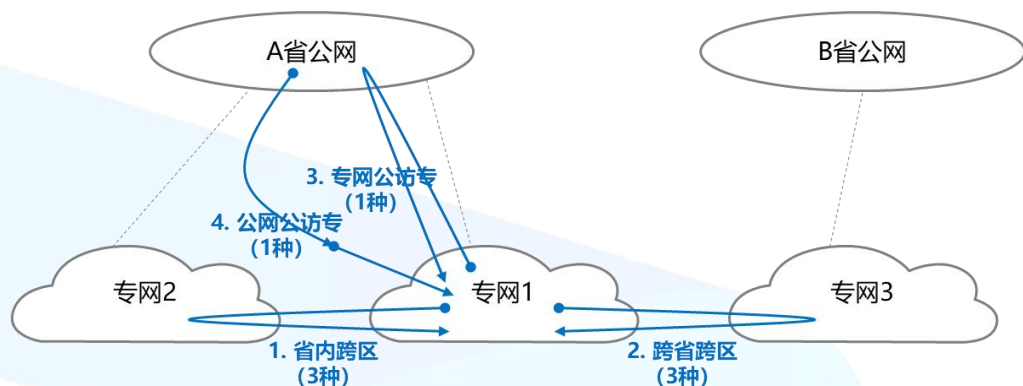 A省公网
B省公网
3. 专网公访专
（1种）
4. 公网公访专
（1种）
专网2
专网1
专网3
1. 省内跨区
（3种）
2. 跨省跨区
（3种）